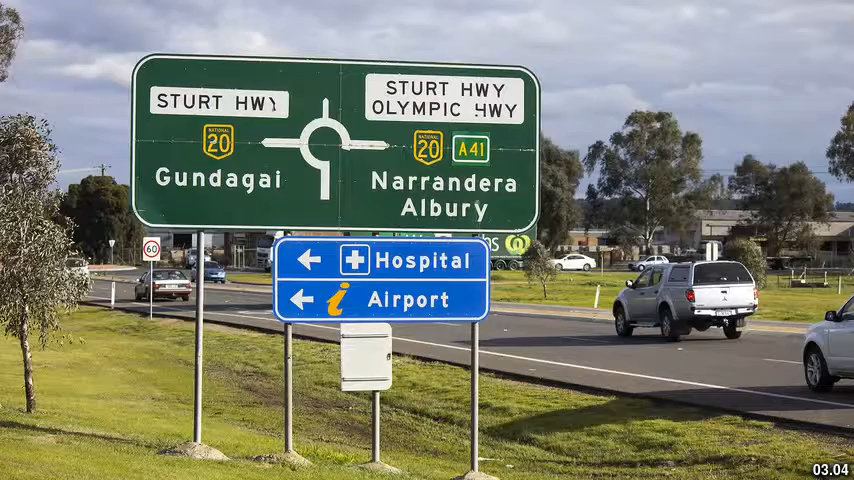 STURT HWY
STURT HWY
OLYMPIC HWY
NATIONAL
20
NATIONAL
20
A41
Gundagai
Narrandera
Albury
60
Hospital
i Airport
03.04